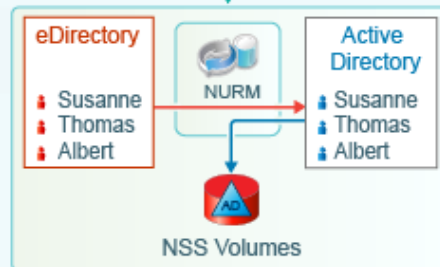 eDirectory
Susanne
Thomas
Albert
NURM
Active
Directory
Susanne
Thomas
Albert
AD
NSS Volumes